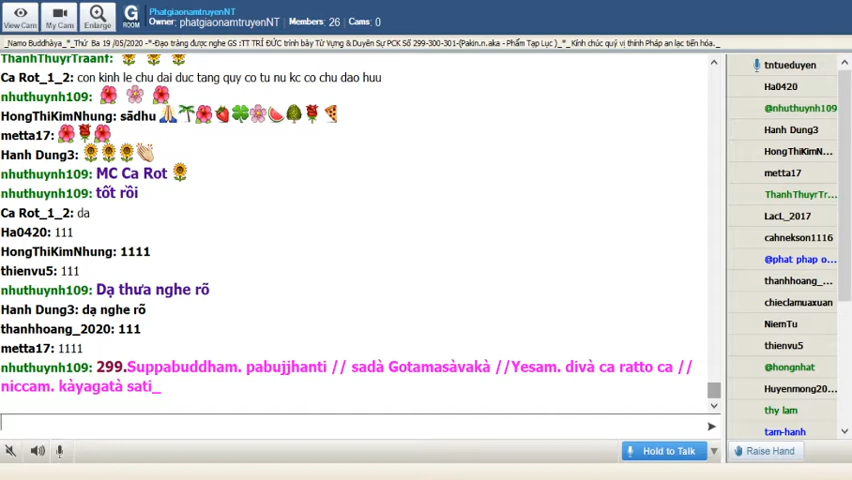 View Cam
My Cam
Enlarge
G
ROOM
PhatgiaonamtruyenNT
Owner: phatgiaonamtruyenNT Members: 26 Cams: 0
_Namo Buddhàya_*_Thứ Ba 19 /05/2020 -*-Đạo tràng được nghe GS :TT TRÍ ĐỨC trình bày Từ Vựng & Duyên Sự PCK Số 299-300-301-(Pakin.n.aka - Phẩm Tạp Lục )_*_Kính chúc quý vị thính Pháp an lạc tiến hóa._
ThanhThuyrTraant:
Ca Rot_1_2: con kinh le chu dai duc tang quy co tu nu kc co chu dao huu
nhuthuynh109:
HongThiKimNhung: sādhu
metta17:
Hanh Dung3:
nhuthuynh109: MC Ca Rot
nhuthuynh109: tốt rồi
Ca Rot_1_2: da
Ha0420: 111
HongThiKimNhung: 1111
thienvu5: 111
nhuthuynh109: Dạ thưa nghe rõ
Hanh Dung3: dạ nghe rõ
thanhhoang_2020: 111
metta17: 1111
nhuthuynh109: 299.Suppabuddham. pabujjhanti // sadà Gotamasàvakà //Yesam. divà ca ratto ca //
niccam. kàyagatà sati_
Hold to Talk
tntueduyen
Ha0420
@nhuthuynh109
Hanh Dung3
HongThiKimN...
metta17
ThanhThuyrTr...
LacL_2017
cahnekson1116
@phat phap o...
thanhhoang_...
chieclamuaxuan
NiemTu
thienvu5
@hongnhat
Huyenmong20...
thy lam
tam-hanh
Raise Hand